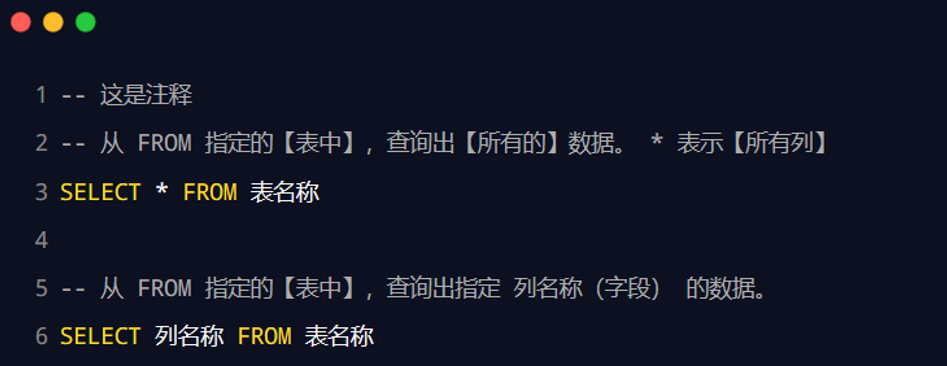 1 -- 这是注释
2 -- 从 FROM 指定的【表中】，查询出【所有的】数据。 * 表示【所有列】
3 SELECT * FROM 表名称
4
5 -- 从 FROM 指定的【表中】，查询出指定 列名称（字段） 的数据。
6 SELECT 列名称 FROM 表名称